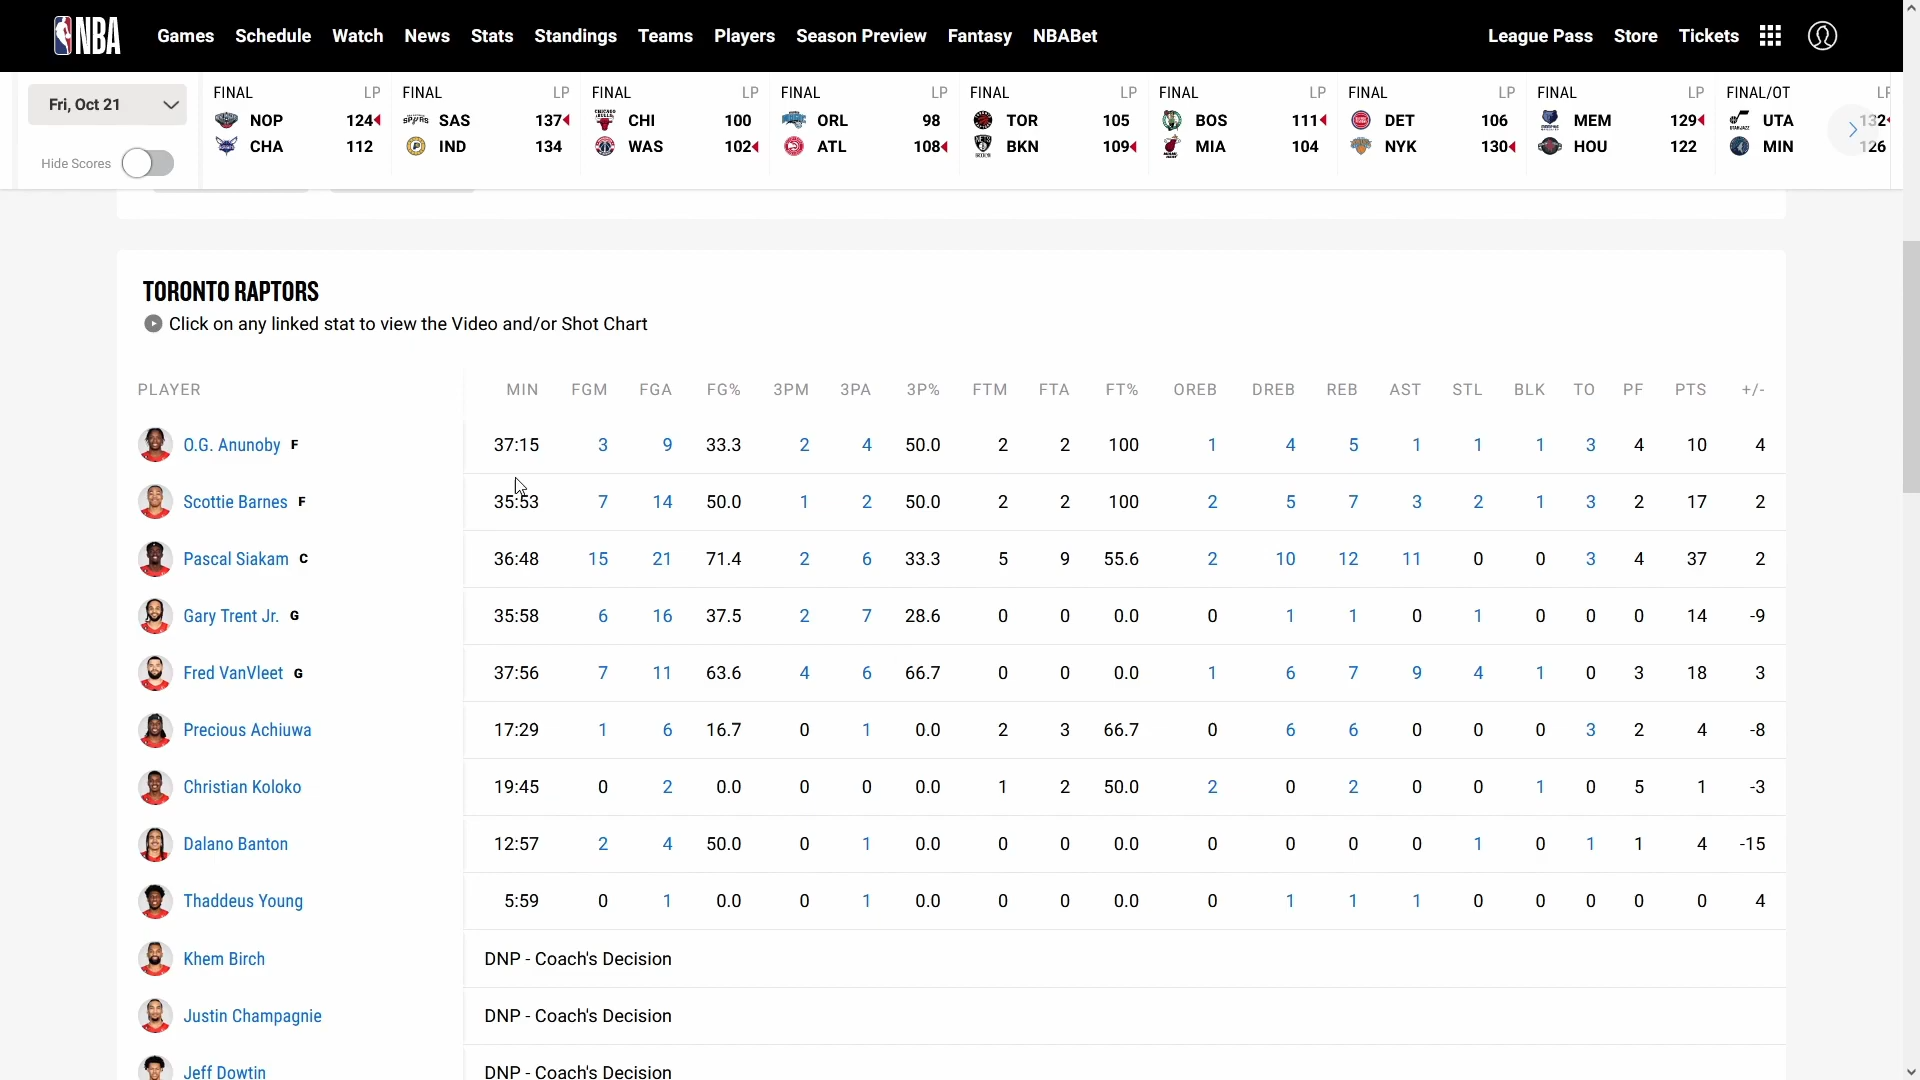 NBA Games Schedule Watch News Stats Standings Teams Players Season Preview Fantasy NBABet League Pass Store Tickets
Fri, Oct 21
Hide Scores
FINAL LP
NOP 124
CHA 112
FINAL LP
SAS 137
IND 134
FINAL LP
CHI 100
WAS 102
FINAL LP
ORL 98
ATL 108
FINAL LP
TOR 105
BKN 109
FINAL LP
BOS 111
MIA 104
FINAL LP
DET 106
NYK 130
FINAL LP
MEM 129
HOU 122
FINAL/OT LP
UTA 132
MIN 126
TORONTO RAPTORS
Click on any linked stat to view the Video and/or Shot Chart
PLAYER MIN FGM FGA FG% 3PM 3PA 3P% FTM FTA FT% OREB DREB REB AST STL BLK TO PF PTS +/-
O.G. Anunoby F 37:15 3 9 33.3 2 4 50.0 2 2 100 1 4 5 1 1 1 3 4 10 4
Scottie Barnes F 35:53 7 14 50.0 1 2 50.0 2 2 100 2 5 7 3 2 1 3 2 17 2
Pascal Siakam C 36:48 15 21 71.4 2 6 33.3 5 9 55.6 2 10 12 11 0 0 3 4 37 2
Gary Trent Jr. G 35:58 6 16 37.5 2 7 28.6 0 0 0.0 0 1 1 0 1 0 0 0 14 -9
Fred VanVleet G 37:56 7 11 63.6 4 6 66.7 0 0 0.0 1 6 7 9 4 1 0 3 18 3
Precious Achiuwa 17:29 1 6 16.7 0 1 0.0 2 3 66.7 0 6 6 0 0 0 3 2 4 -8
Christian Koloko 19:45 0 2 0.0 0 0 0.0 1 2 50.0 2 0 2 0 0 1 0 5 1 -3
Dalano Banton 12:57 2 4 50.0 0 1 0.0 0 0 0.0 0 0 0 0 1 0 1 1 4 -15
Thaddeus Young 5:59 0 1 0.0 0 1 0.0 0 0 0.0 0 1 1 1 0 0 0 0 0 4
Khem Birch DNP - Coach's Decision
Justin Champagnie DNP - Coach's Decision
Jeff Dowtin DNP - Coach's Decision